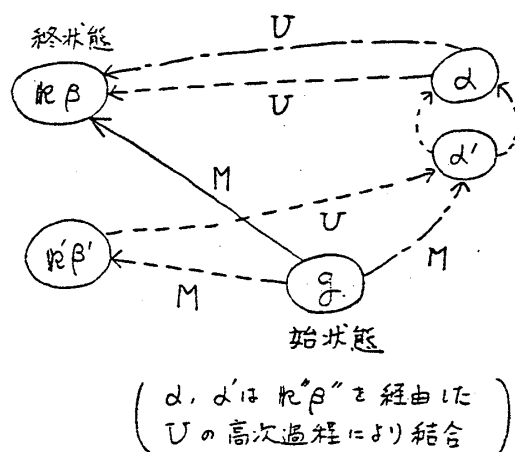 終状態
U
kβ
α
U
α'
M
U
k'β'
M
M
g
始状態
α, α'は k"β" を経由した
Uの高次過程により結合